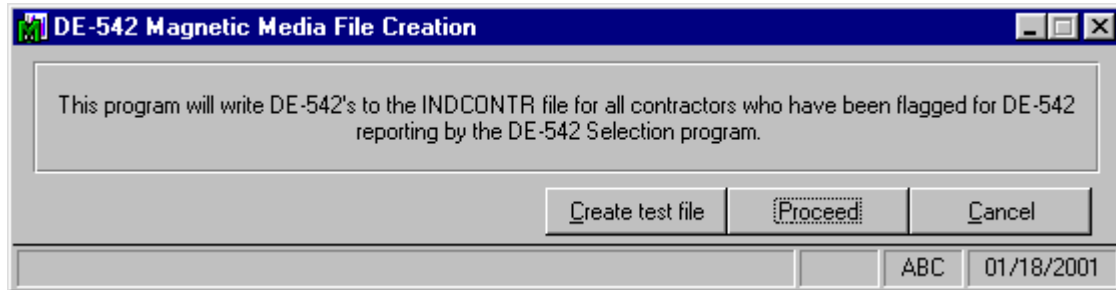 DE-542 Magnetic Media File Creation
This program will write DE-542's to the INDCONTR file for all contractors who have been flagged for DE-542
reporting by the DE-542 Selection program.
Create test file Proceed Cancel
ABC 01/18/2001